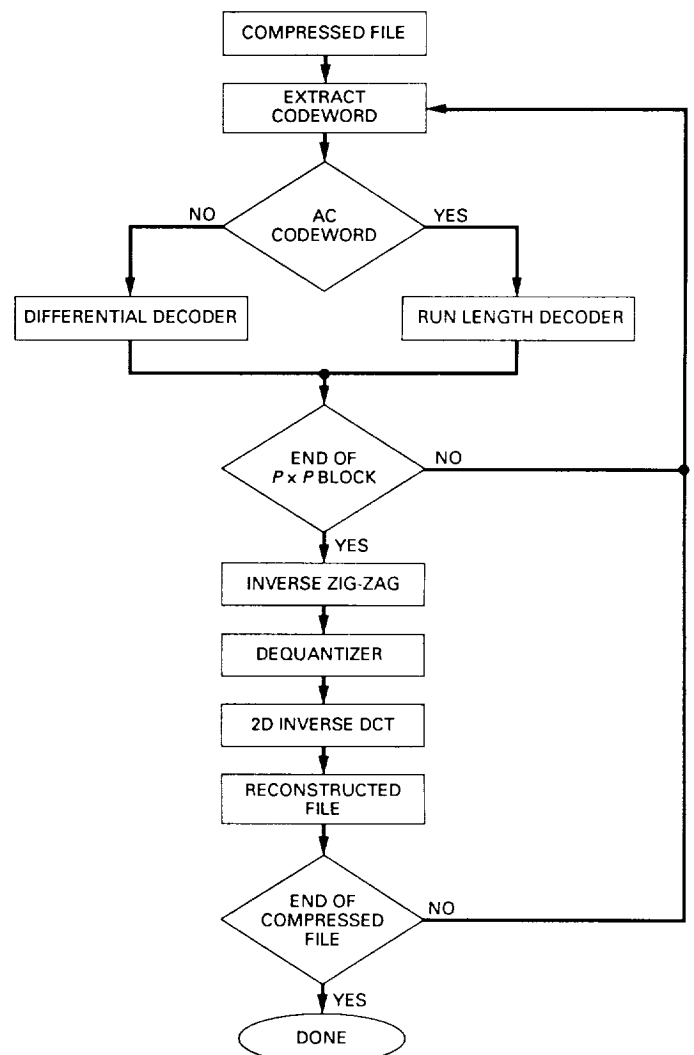 COMPRESSED FILE
EXTRACT
CODEWORD
NO
AC
CODEWORD
YES
DIFFERENTIAL DECODER
RUN LENGTH DECODER
END OF
P x P BLOCK
NO
YES
INVERSE ZIG-ZAG
DEQUANTIZER
2D INVERSE DCT
RECONSTRUCTED
FILE
END OF
COMPRESSED
FILE
NO
YES
DONE